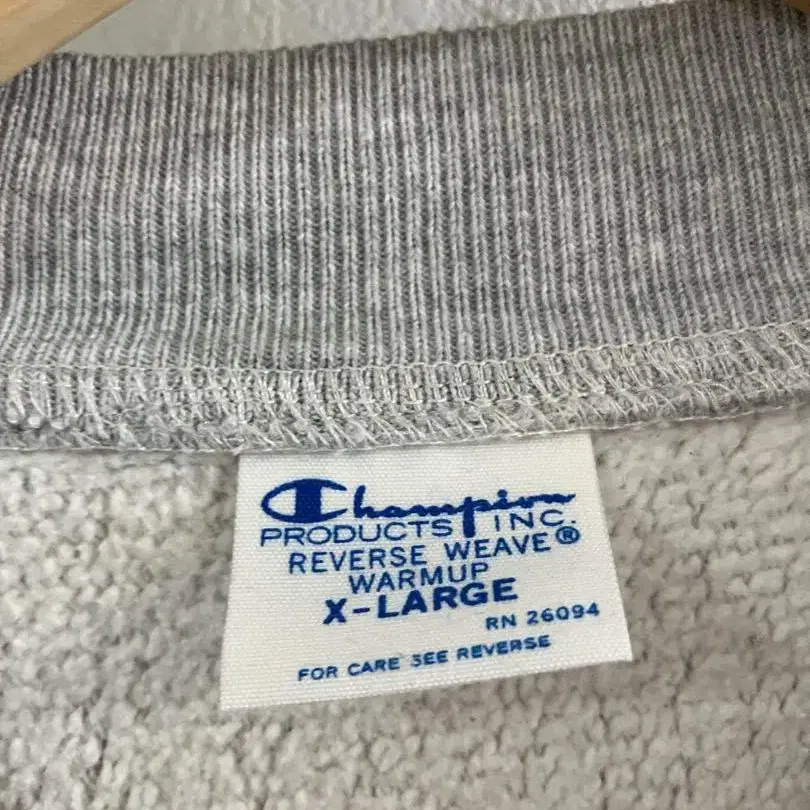 Champion
PRODUCTS INC.
REVERSE WEAVE®
WARMUP
X-LARGE
RN 26094
FOR CARE SEE REVERSE